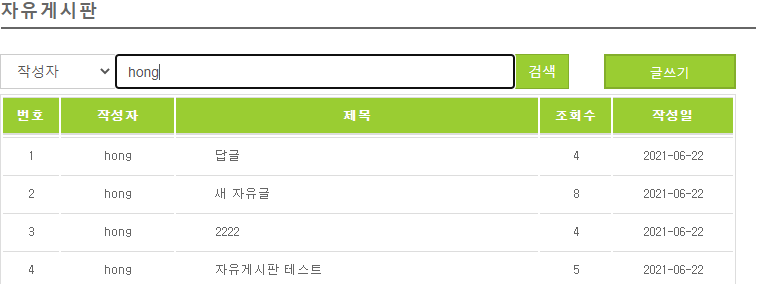 자유게시판
작성자 hong 검색 글쓰기
번호 작성자 제목 조회수 작성일
1 hong 답글 4 2021-06-22
2 hong 새 자유글 8 2021-06-22
3 hong 2222 4 2021-06-22
4 hong 자유게시판 테스트 5 2021-06-22